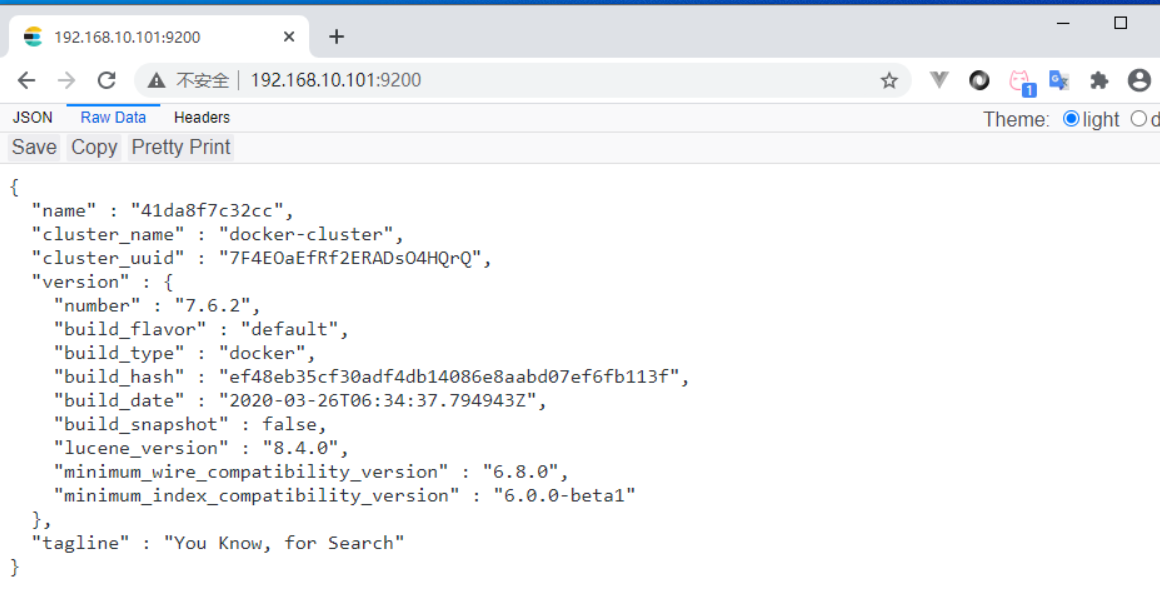 192.168.10.101:9200
不安全 192.168.10.101:9200
1
JSON Raw Data Headers Theme: light d
Save Copy Pretty Print
{
"name" : "41da8f7c32cc",
"cluster_name" : "docker-cluster",
"cluster_uuid" : "7F4EOaEfRf2ERADsO4HQrQ",
"version" : {
"number" : "7.6.2",
"build_flavor" : "default",
"build_type" : "docker",
"build_hash" : "ef48eb35cf30adf4db14086e8aabd07ef6fb113f",
"build_date" : "2020-03-26T06:34:37.794943Z",
"build_snapshot" : false,
"lucene_version" : "8.4.0",
"minimum_wire_compatibility_version" : "6.8.0",
"minimum_index_compatibility_version" : "6.0.0-beta1"
},
"tagline" : "You Know, for Search"
}